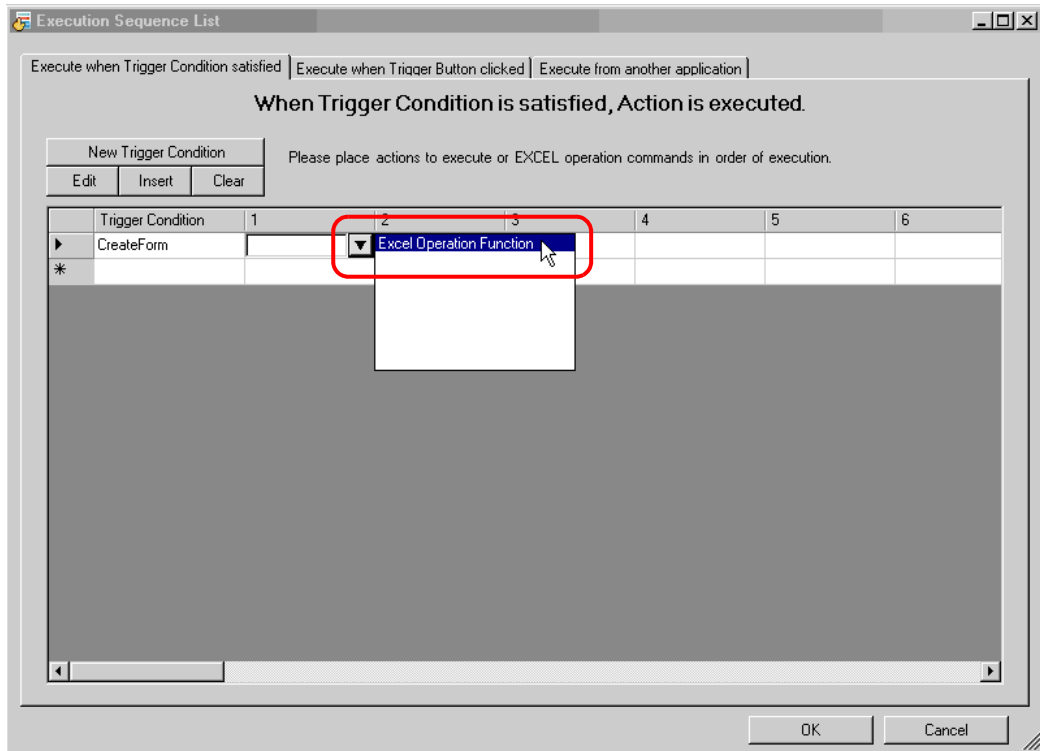 Execution Sequence List
Execute when Trigger Condition satisfied Execute when Trigger Button clicked Execute from another application
When Trigger Condition is satisfied, Action is executed.
New Trigger Condition
Please place actions to execute or EXCEL operation commands in order of execution.
Edit Insert Clear
Trigger Condition 1 2 3 4 5 6
CreateForm Excel Operation Function
OK Cancel